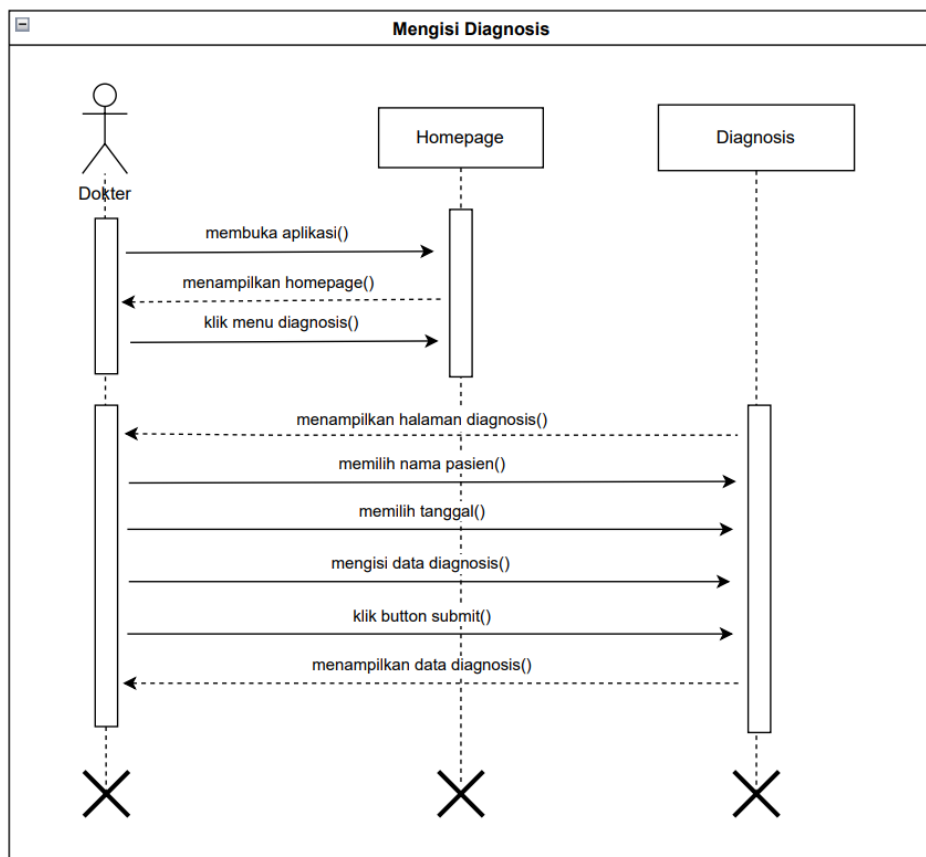 Mengisi Diagnosis
Homepage
Diagnosis
Dokter
membuka aplikasi()
menampilkan homepage()
klik menu diagnosis()
menampilkan halaman diagnosis()
memilih nama pasien()
memilih tanggal()
mengisi data diagnosis()
klik button submit()
menampilkan data diagnosis()